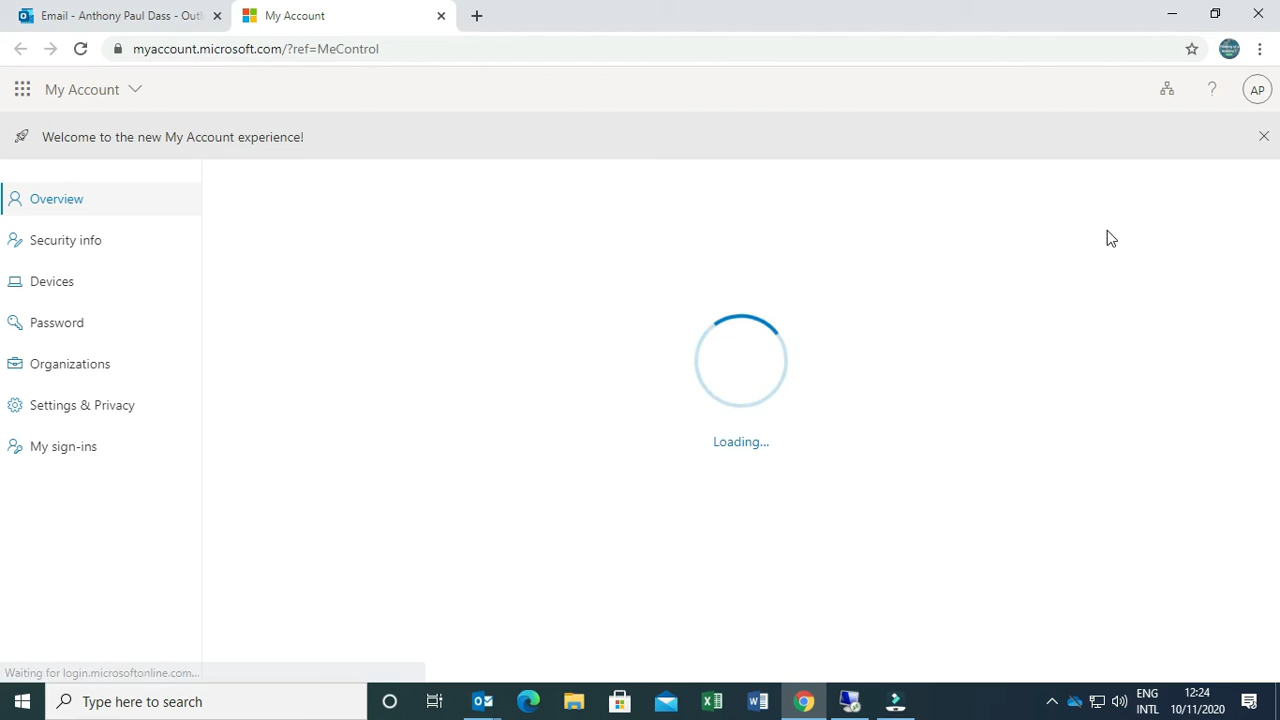 Email - Anthony Paul Dass - Outl
My Account
myaccount.microsoft.com/?ref=MeControl
My Account
?
AP
Welcome to the new My Account experience!
Overview
Security info
Devices
Password
Organizations
Settings & Privacy
My sign-ins
Loading...
Waiting for login.microsoftonline.com...
Type here to search
ENG
INTL
12:24
10/11/2020